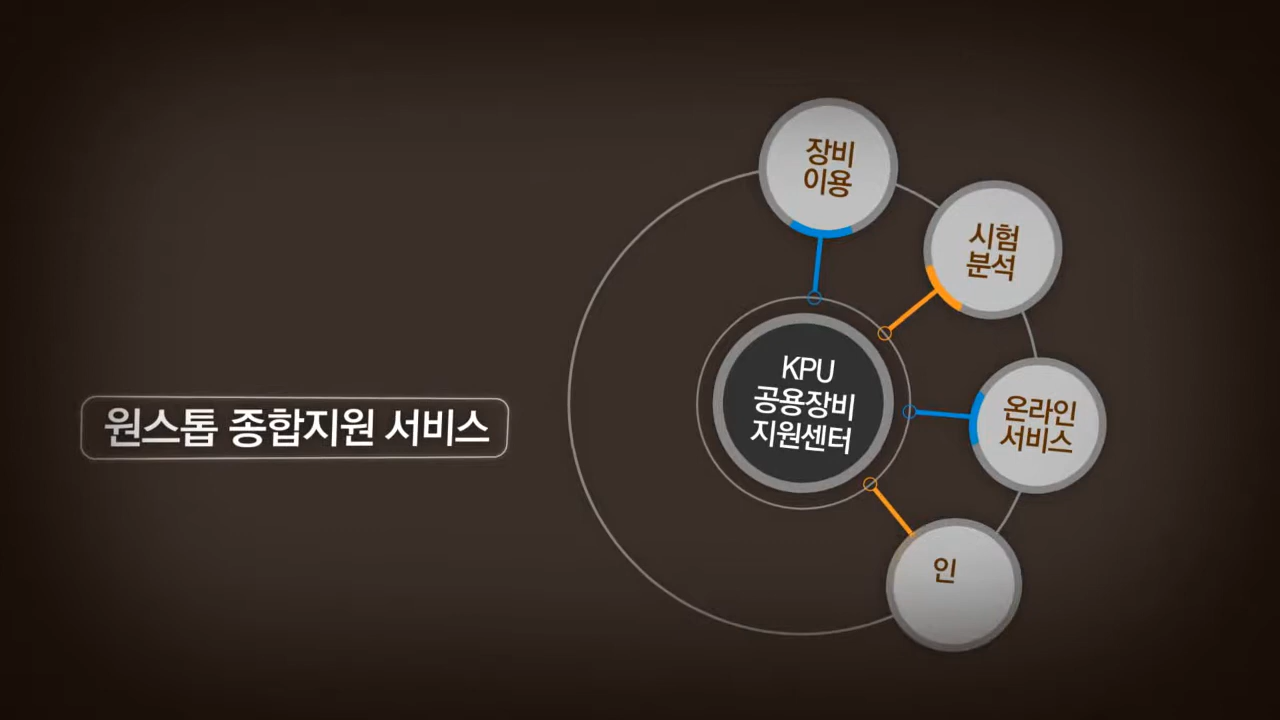 장비
이용
시험
분석
KPU
공용장비
지원센터
원스톱 종합지원 서비스
온라인
서비스
인